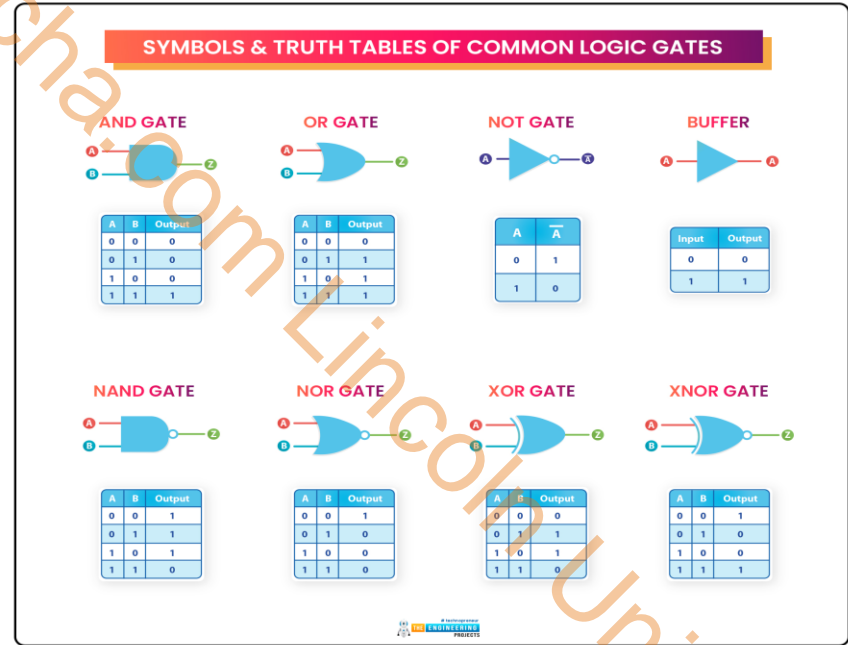 SYMBOLS & TRUTH TABLES OF COMMON LOGIC GATES
AND GATE
A
B
Z
A B Output
0 0 0
0 1 0
1 0 0
1 1 1
OR GATE
A
B
Z
A B Output
0 0 0
0 1 1
1 0 1
1 1 1
NOT GATE
A A̅
A A̅
0 1
1 0
BUFFER
A A
Input Output
0 0
1 1
NAND GATE
A
B
Z
A B Output
0 0 1
0 1 1
1 0 1
1 1 0
NOR GATE
A
B
Z
A B Output
0 0 1
0 1 0
1 0 0
1 1 0
XOR GATE
A
B
Z
A B Output
0 0 0
0 1 1
1 0 1
1 1 0
XNOR GATE
A
B
Z
A B Output
0 0 1
0 1 0
1 0 0
1 1 1
# technopreneur
THE ENGINEERING
PROJECTS
cha.com Lincoln Uni